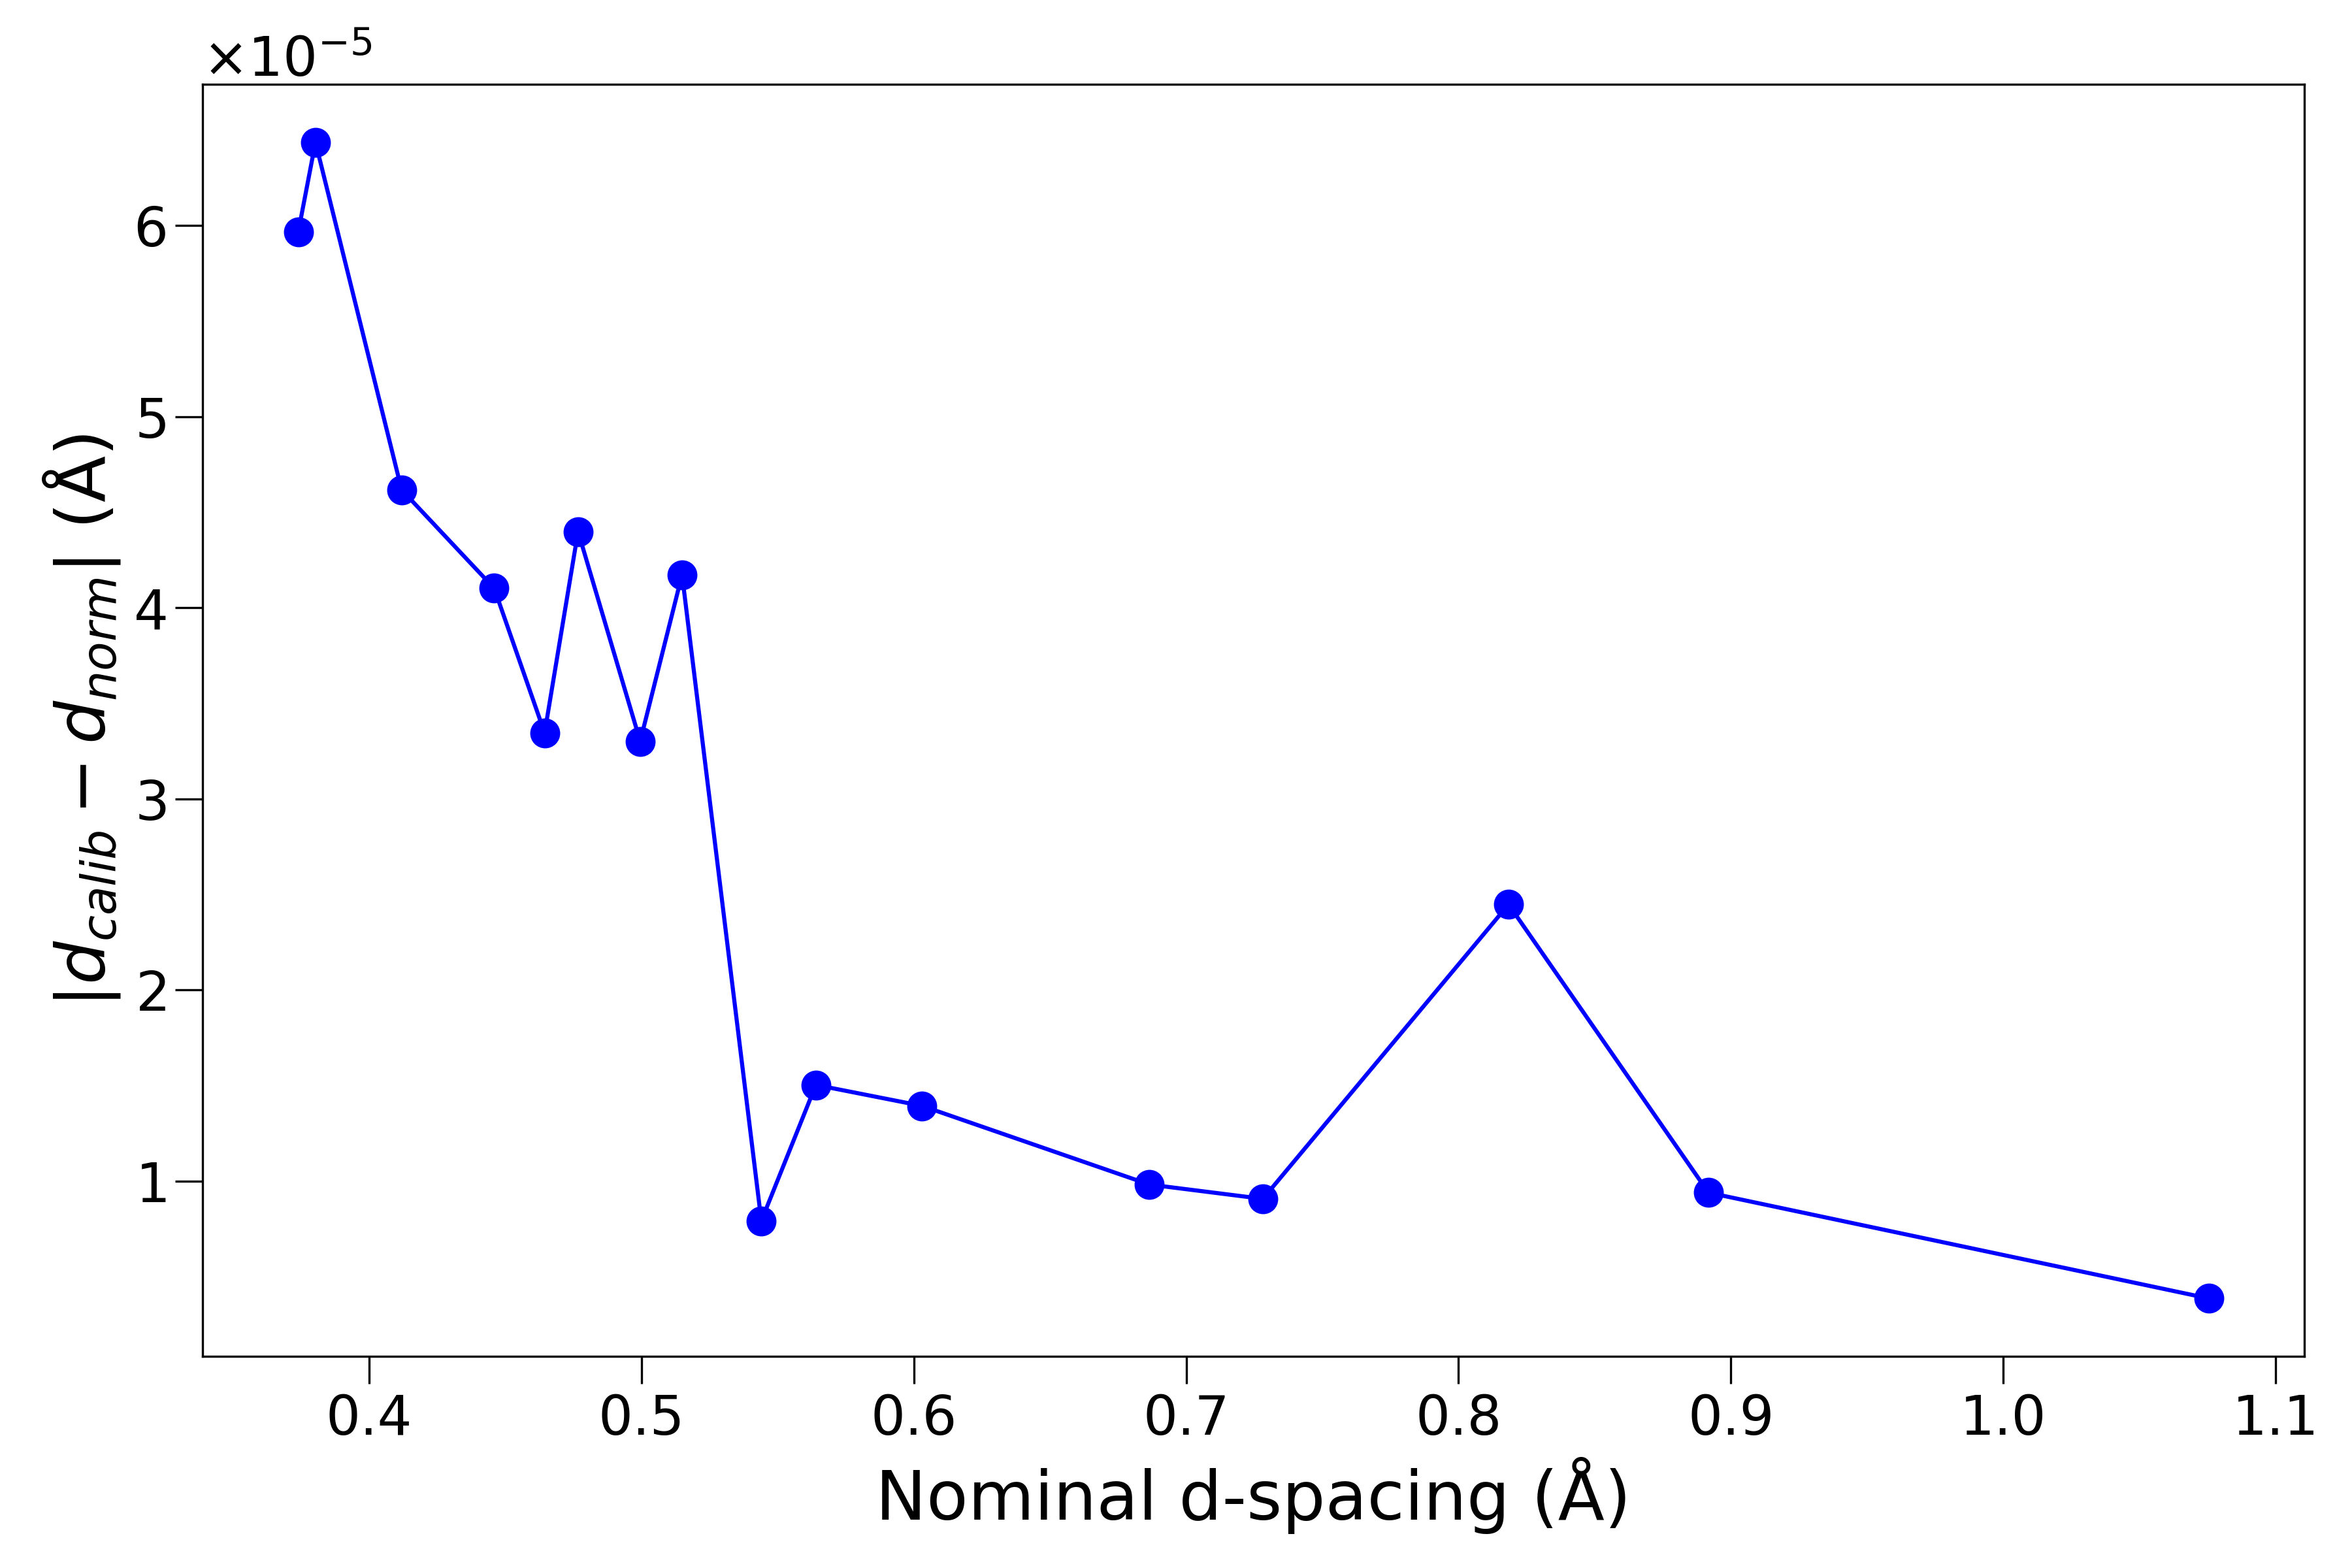 ×10⁻⁵
6
5
4
3
2
1
|d_calib − d_norm| (Å)
0.4 0.5 0.6 0.7 0.8 0.9 1.0 1.1
Nominal d-spacing (Å)